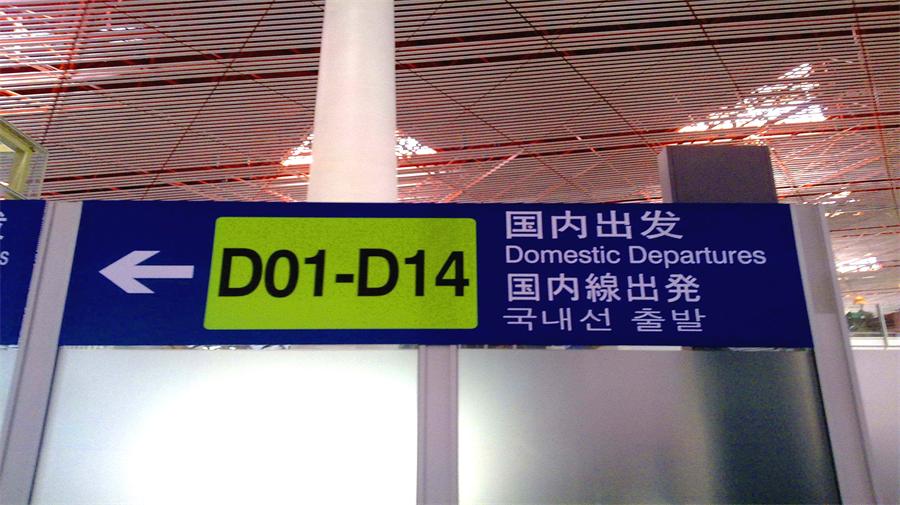 D01-D14
国内出发
Domestic Departures
国内線出発
국내선 출발